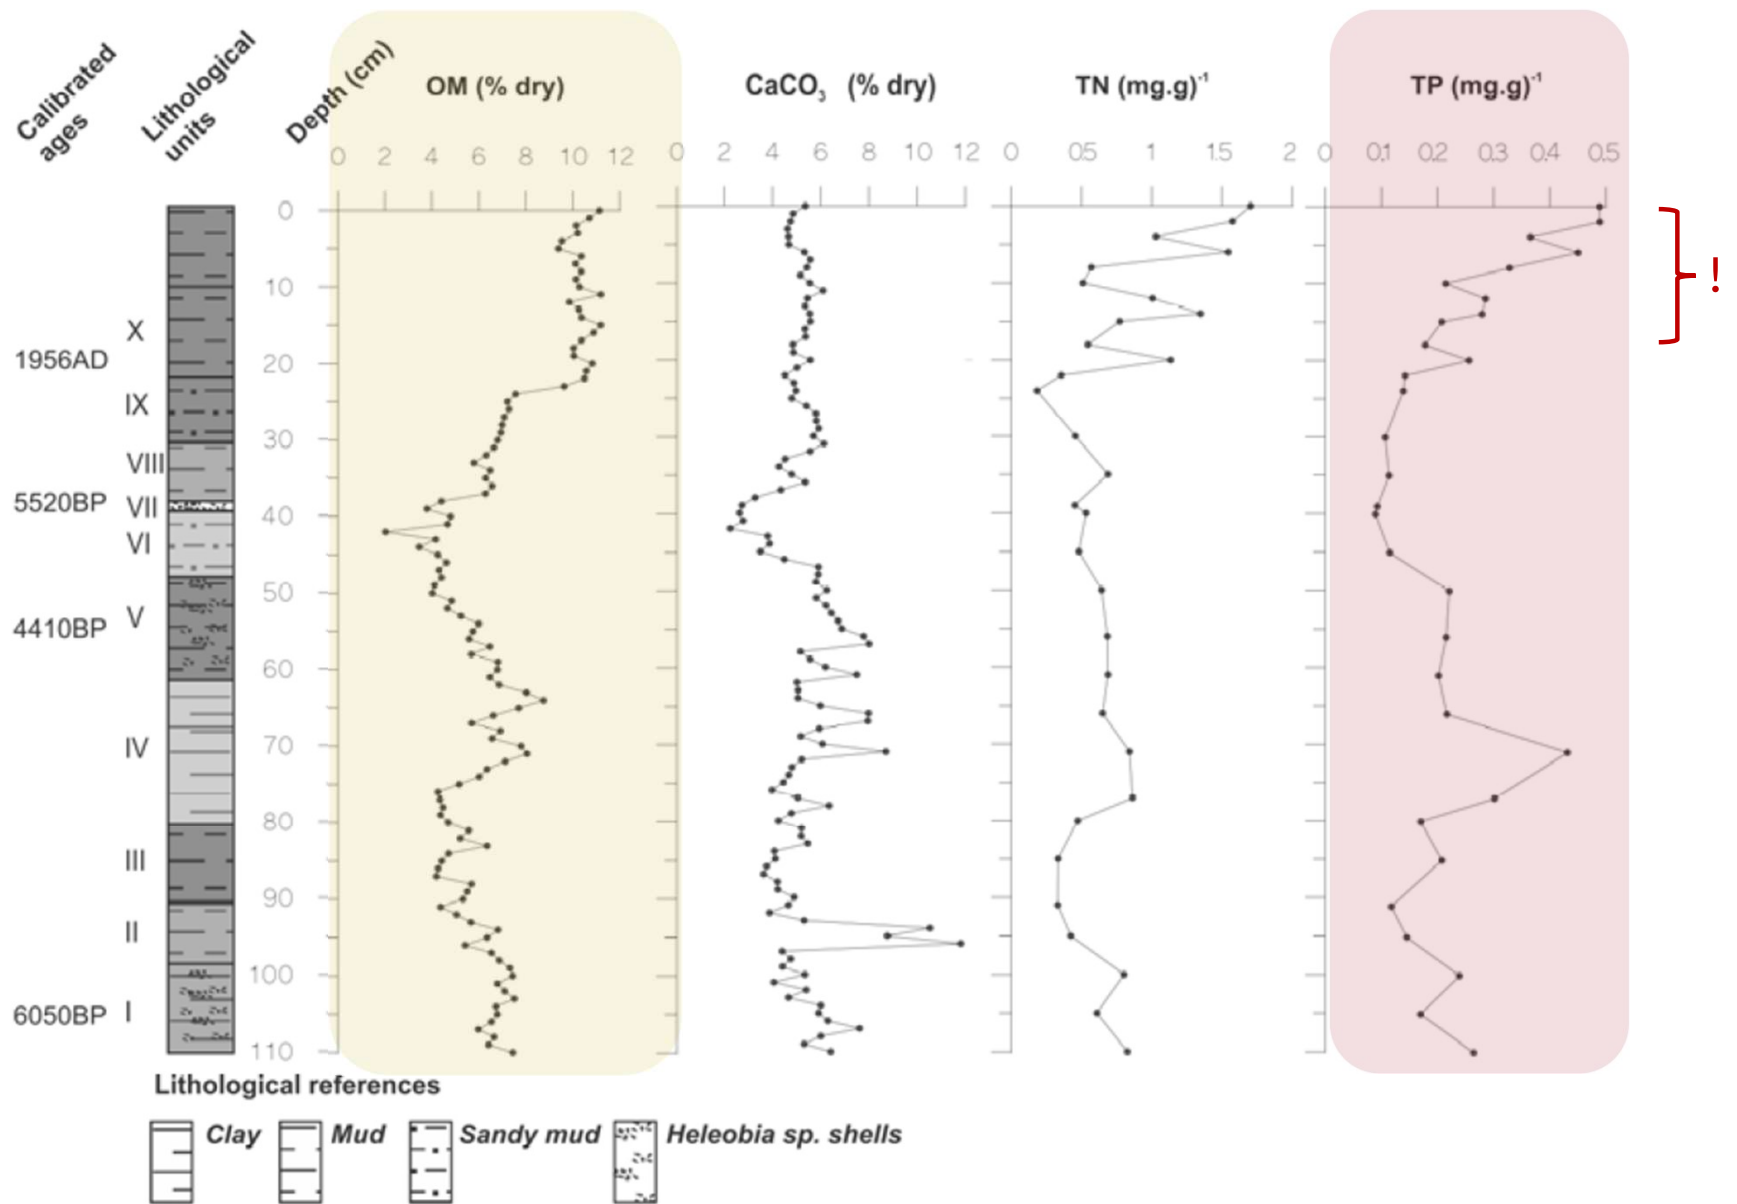 Calibrated
ages
Lithological
units
Depth (cm)
OM (% dry)
CaCO₃ (% dry)
TN (mg.g)⁻¹
TP (mg.g)⁻¹
0 2 4 6 8 10 12
0 2 4 6 8 10 12
0 0.5 1 1.5 2
0 0.1 0.2 0.3 0.4 0.5
0
10
!
X
1956AD
20
IX
30
VIII
5520BP
VII
40
VI
50
V
4410BP
60
IV
70
80
III
90
II
100
6050BP
I
110
Lithological references
Clay
Mud
Sandy mud
Heleobia sp. shells